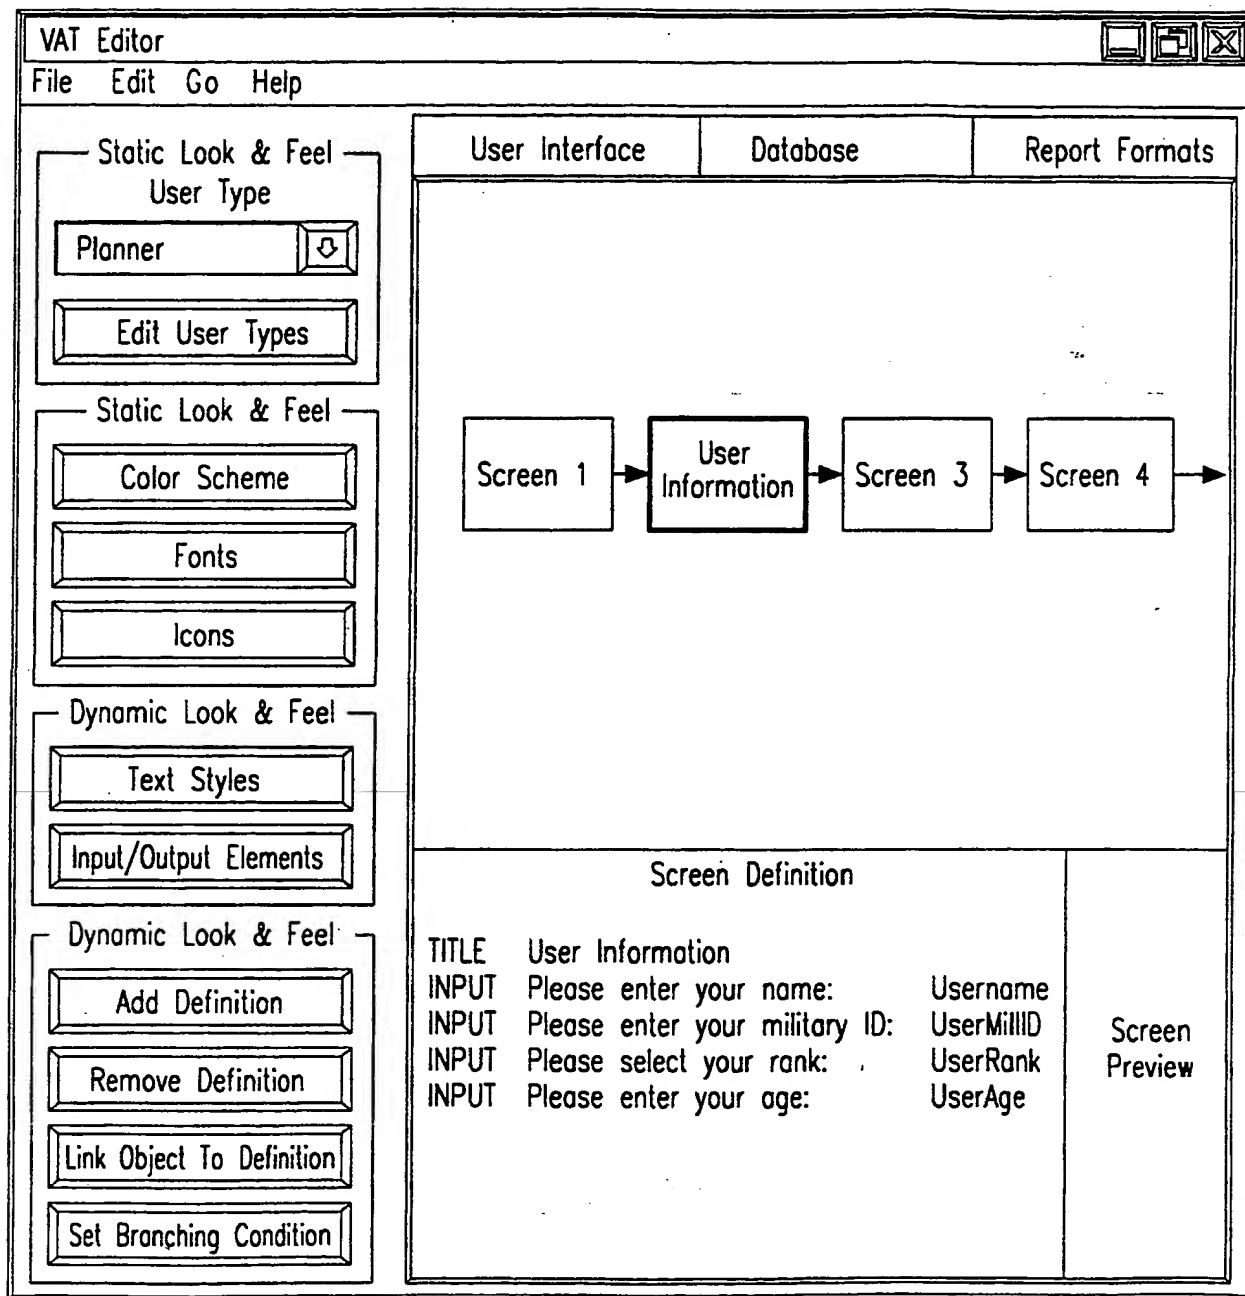 VAT Editor
File Edit Go Help
Static Look & Feel
User Type
Planner
Edit User Types
Static Look & Feel
Color Scheme
Fonts
Icons
Dynamic Look & Feel
Text Styles
Input/Output Elements
Dynamic Look & Feel
Add Definition
Remove Definition
Link Object To Definition
Set Branching Condition
User Interface Database Report Formats
Screen 1
User
Information
Screen 3
Screen 4
Screen Definition
TITLE User Information
INPUT Please enter your name: Username
INPUT Please enter your military ID: UserMillID
INPUT Please select your rank: UserRank
INPUT Please enter your age: UserAge
Screen
Preview